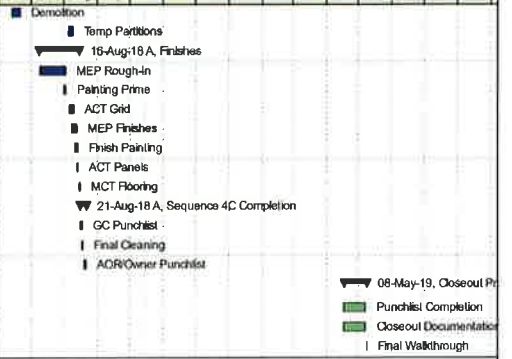 Demolition
Temp Partitions
16-Aug-18 A, Finishes
MEP Rough-in
Painting Prime
ACT Grid
MEP Finishes
Finish Painting
ACT Panels
MCT Flooring
21-Aug-18 A, Sequence 4C Completion
GC Punchlist
Final Cleaning
AOR/Owner Punchlist
08-May-19, Closeout Pr
Punchlist Completion
Closeout Documentation
Final Walkthrough